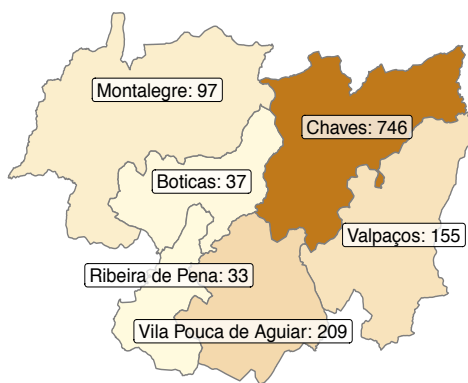 Montalegre: 97
Chaves: 746
Boticas: 37
Valpaços: 155
Ribeira de Pena: 33
Vila Pouca de Aguiar: 209